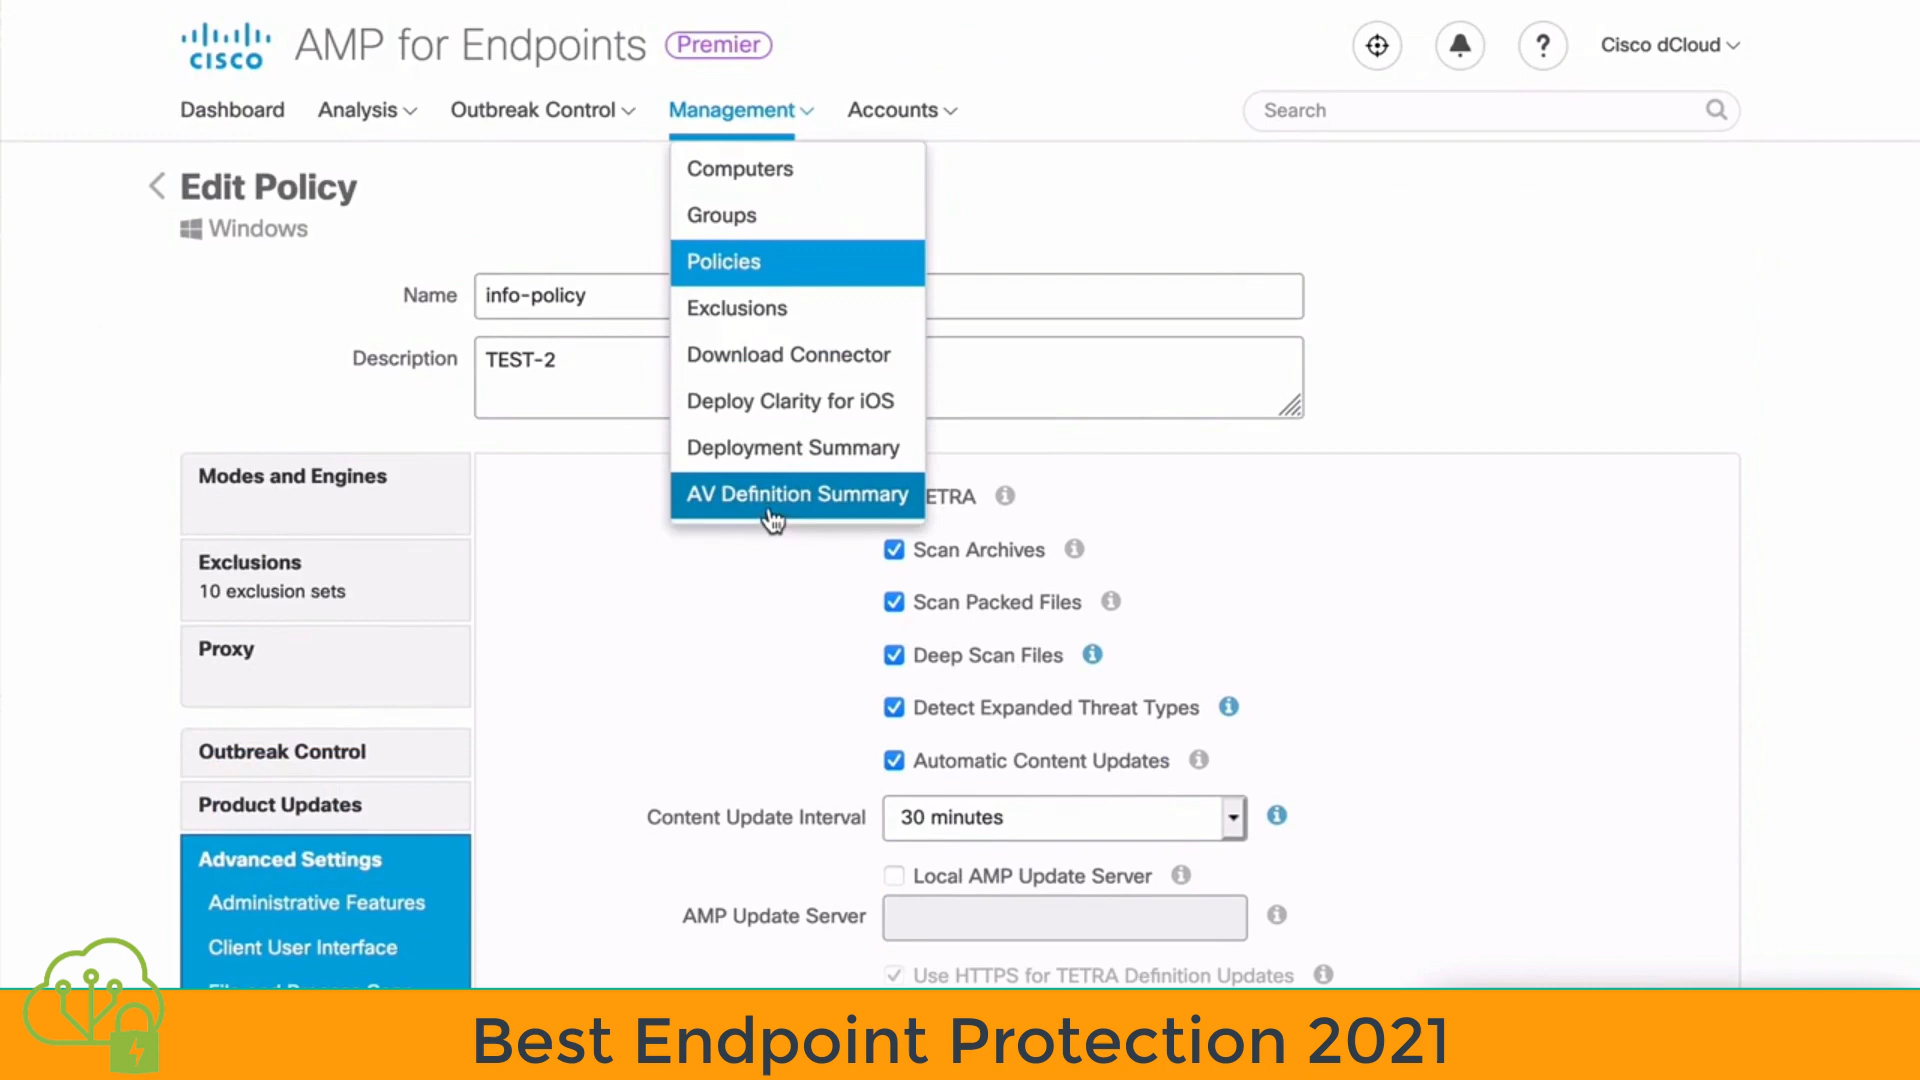 CISCO
AMP for Endpoints
Premier
?
Cisco dCloud
Dashboard
Analysis
Outbreak Control
Management
Accounts
Search
Edit Policy
Windows
Computers
Groups
Policies
Exclusions
Download Connector
Deploy Clarity for iOS
Deployment Summary
AV Definition Summary
Name
info-policy
Description
TEST-2
Modes and Engines
Exclusions
10 exclusion sets
Proxy
Outbreak Control
Product Updates
Advanced Settings
Administrative Features
Client User Interface
ETRA
Scan Archives
Scan Packed Files
Deep Scan Files
Detect Expanded Threat Types
Automatic Content Updates
Content Update Interval
30 minutes
Local AMP Update Server
AMP Update Server
Use HTTPS for TETRA Definition Updates
Best Endpoint Protection 2021